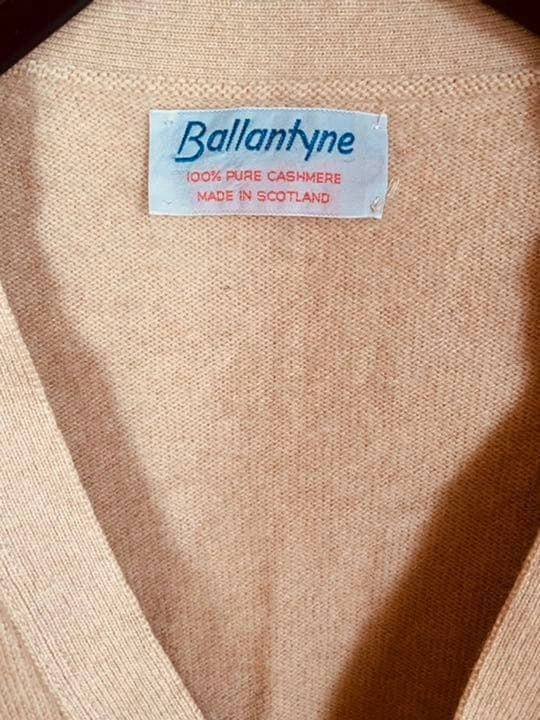 Ballantyne
100% PURE CASHMERE
MADE IN SCOTLAND